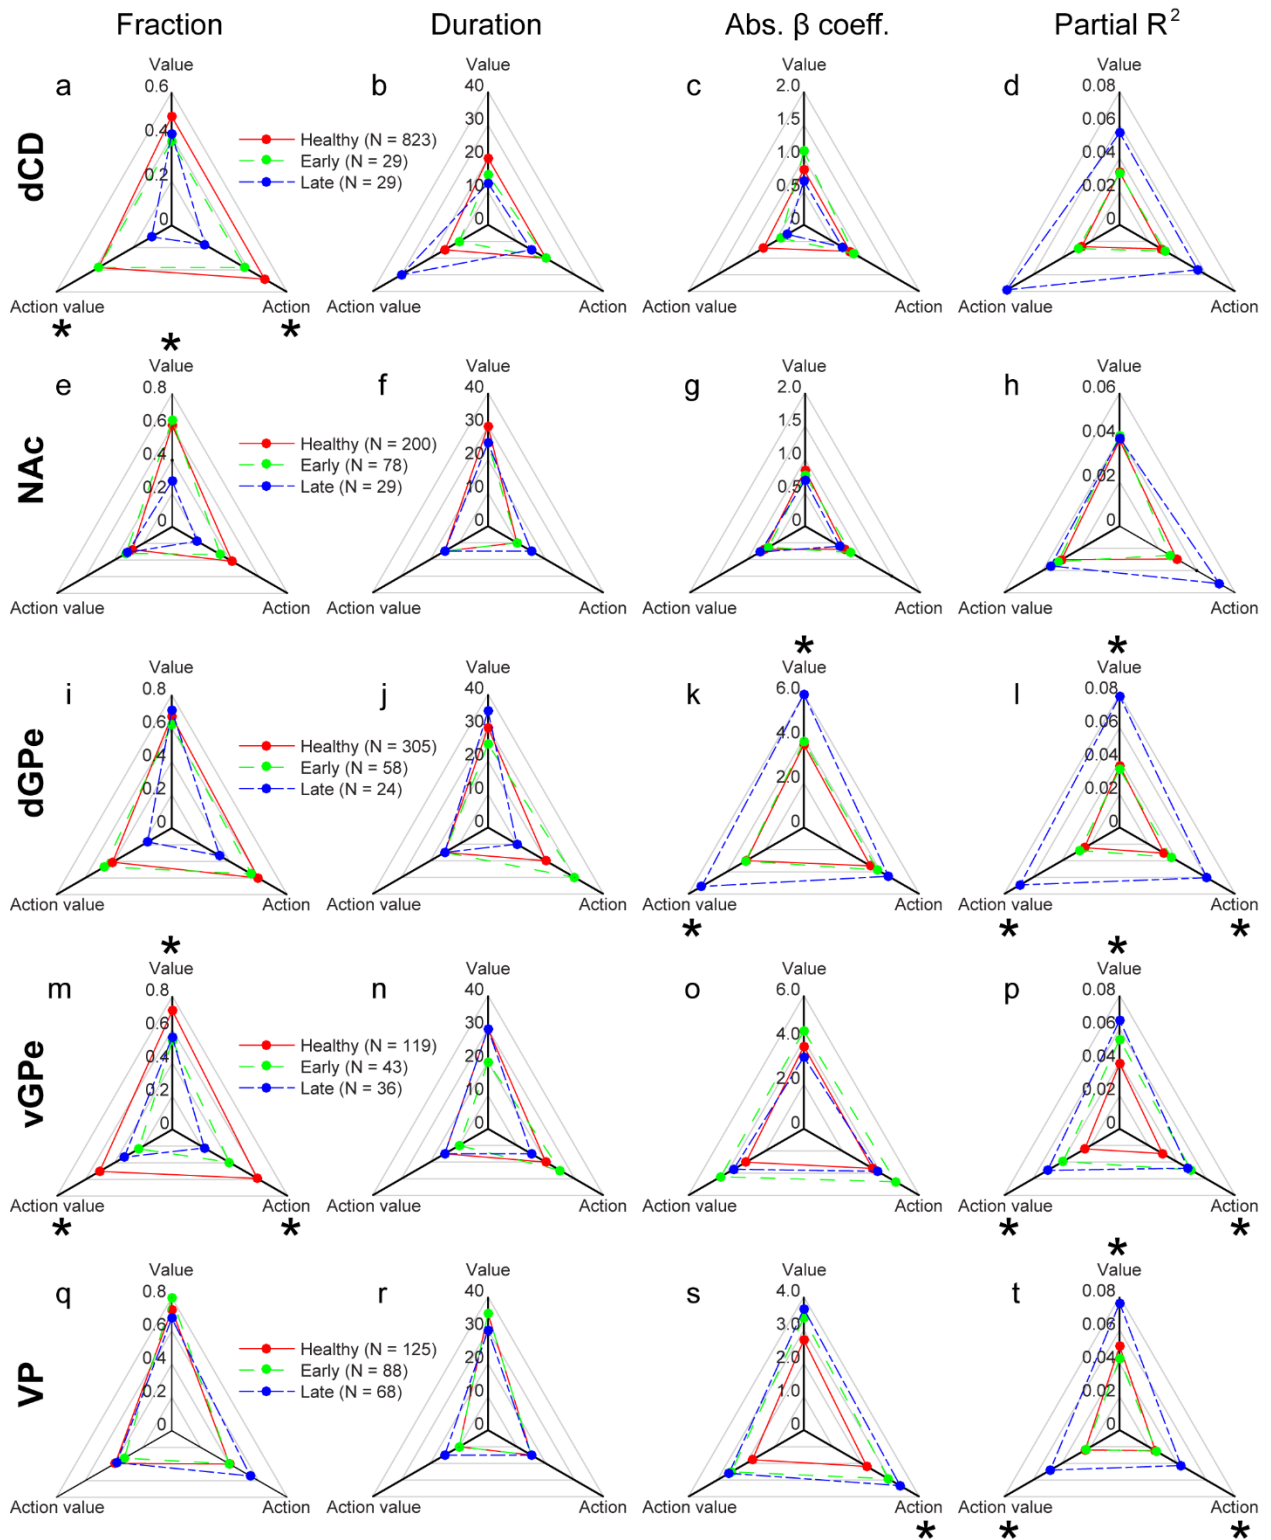 Fraction Duration Abs. β coeff. Partial R²
dCD
a Value b Value c Value d Value
0.6 40 2.0 0.08
0.4 30 1.5 0.06
0.2 20 1.0 0.04
0 10 0.5 0.02
0 0 0
Healthy (N = 823)
Early (N = 29)
Late (N = 29)
Action value Action Action value Action Action value Action Action value Action
* *
*
NAc
e Value f Value g Value h Value
0.8 40 2.0 0.06
0.6 30 1.5 0.04
0.4 20 1.0 0.02
0.2 10 0.5 0
0 0 0
Healthy (N = 200)
Early (N = 78)
Late (N = 29)
Action value Action Action value Action Action value Action Action value Action
* *
dGPe
i Value j Value k Value l Value
0.8 40 6.0 0.08
0.6 30 4.0 0.06
0.4 20 2.0 0.04
0.2 10 0 0.02
0 0 0
Healthy (N = 305)
Early (N = 58)
Late (N = 24)
Action value Action Action value Action Action value Action Action value Action
* * *
* *
vGPe
m Value n Value o Value p Value
0.8 40 6.0 0.08
0.6 30 4.0 0.06
0.4 20 2.0 0.04
0.2 10 0 0.02
0 0 0
Healthy (N = 119)
Early (N = 43)
Late (N = 36)
Action value Action Action value Action Action value Action Action value Action
* * * *
*
VP
q Value r Value s Value t Value
0.8 40 4.0 0.08
0.6 30 3.0 0.06
0.4 20 2.0 0.04
0.2 10 1.0 0.02
0 0 0 0
Healthy (N = 125)
Early (N = 88)
Late (N = 68)
Action value Action Action value Action Action value Action Action value Action
* * *